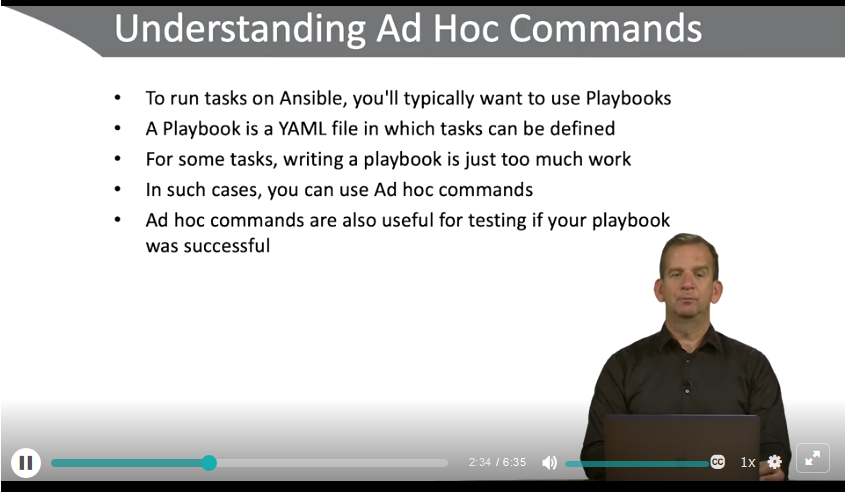 Understanding Ad Hoc Commands
• To run tasks on Ansible, you'll typically want to use Playbooks
• A Playbook is a YAML file in which tasks can be defined
• For some tasks, writing a playbook is just too much work
• In such cases, you can use Ad hoc commands
• Ad hoc commands are also useful for testing if your playbook
was successful
2:34 / 6:35
CC
1x